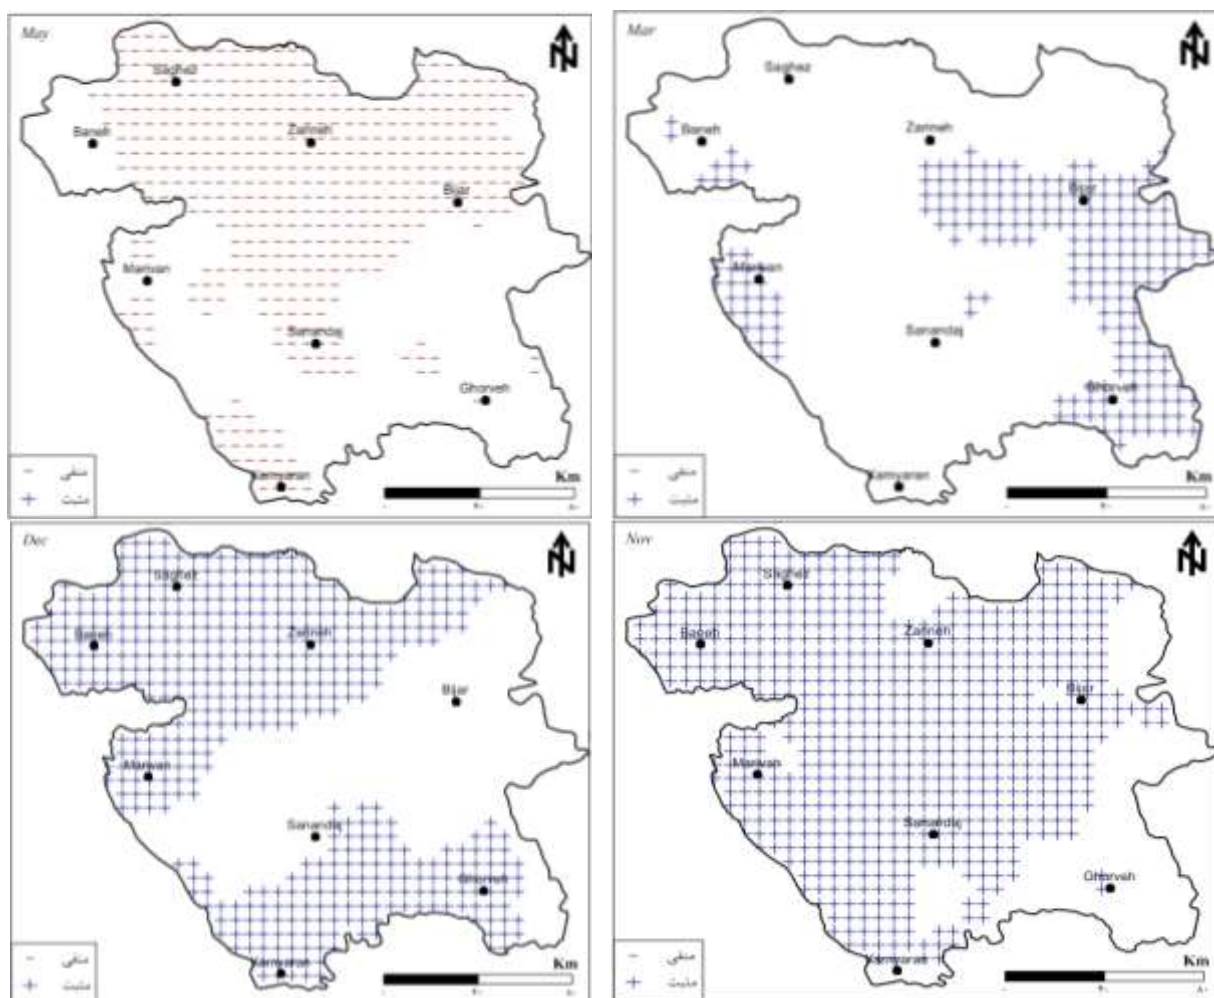 May
Saghez
Baneh
Zarineh
Bijar
Marivan
Sanandaj
Ghorveh
Kamyaran
منفی
مثبت
Km
Mar
Saghez
Baneh
Zarineh
Bijar
Marivan
Sanandaj
Ghorveh
Kamyaran
منفی
مثبت
Km
Dec
Saghez
Baneh
Zarineh
Bijar
Marivan
Sanandaj
Ghorveh
Kamyaran
منفی
مثبت
Km
Nov
Saghez
Baneh
Zarineh
Bijar
Marivan
Sanandaj
Ghorveh
Kamyaran
منفی
مثبت
Km